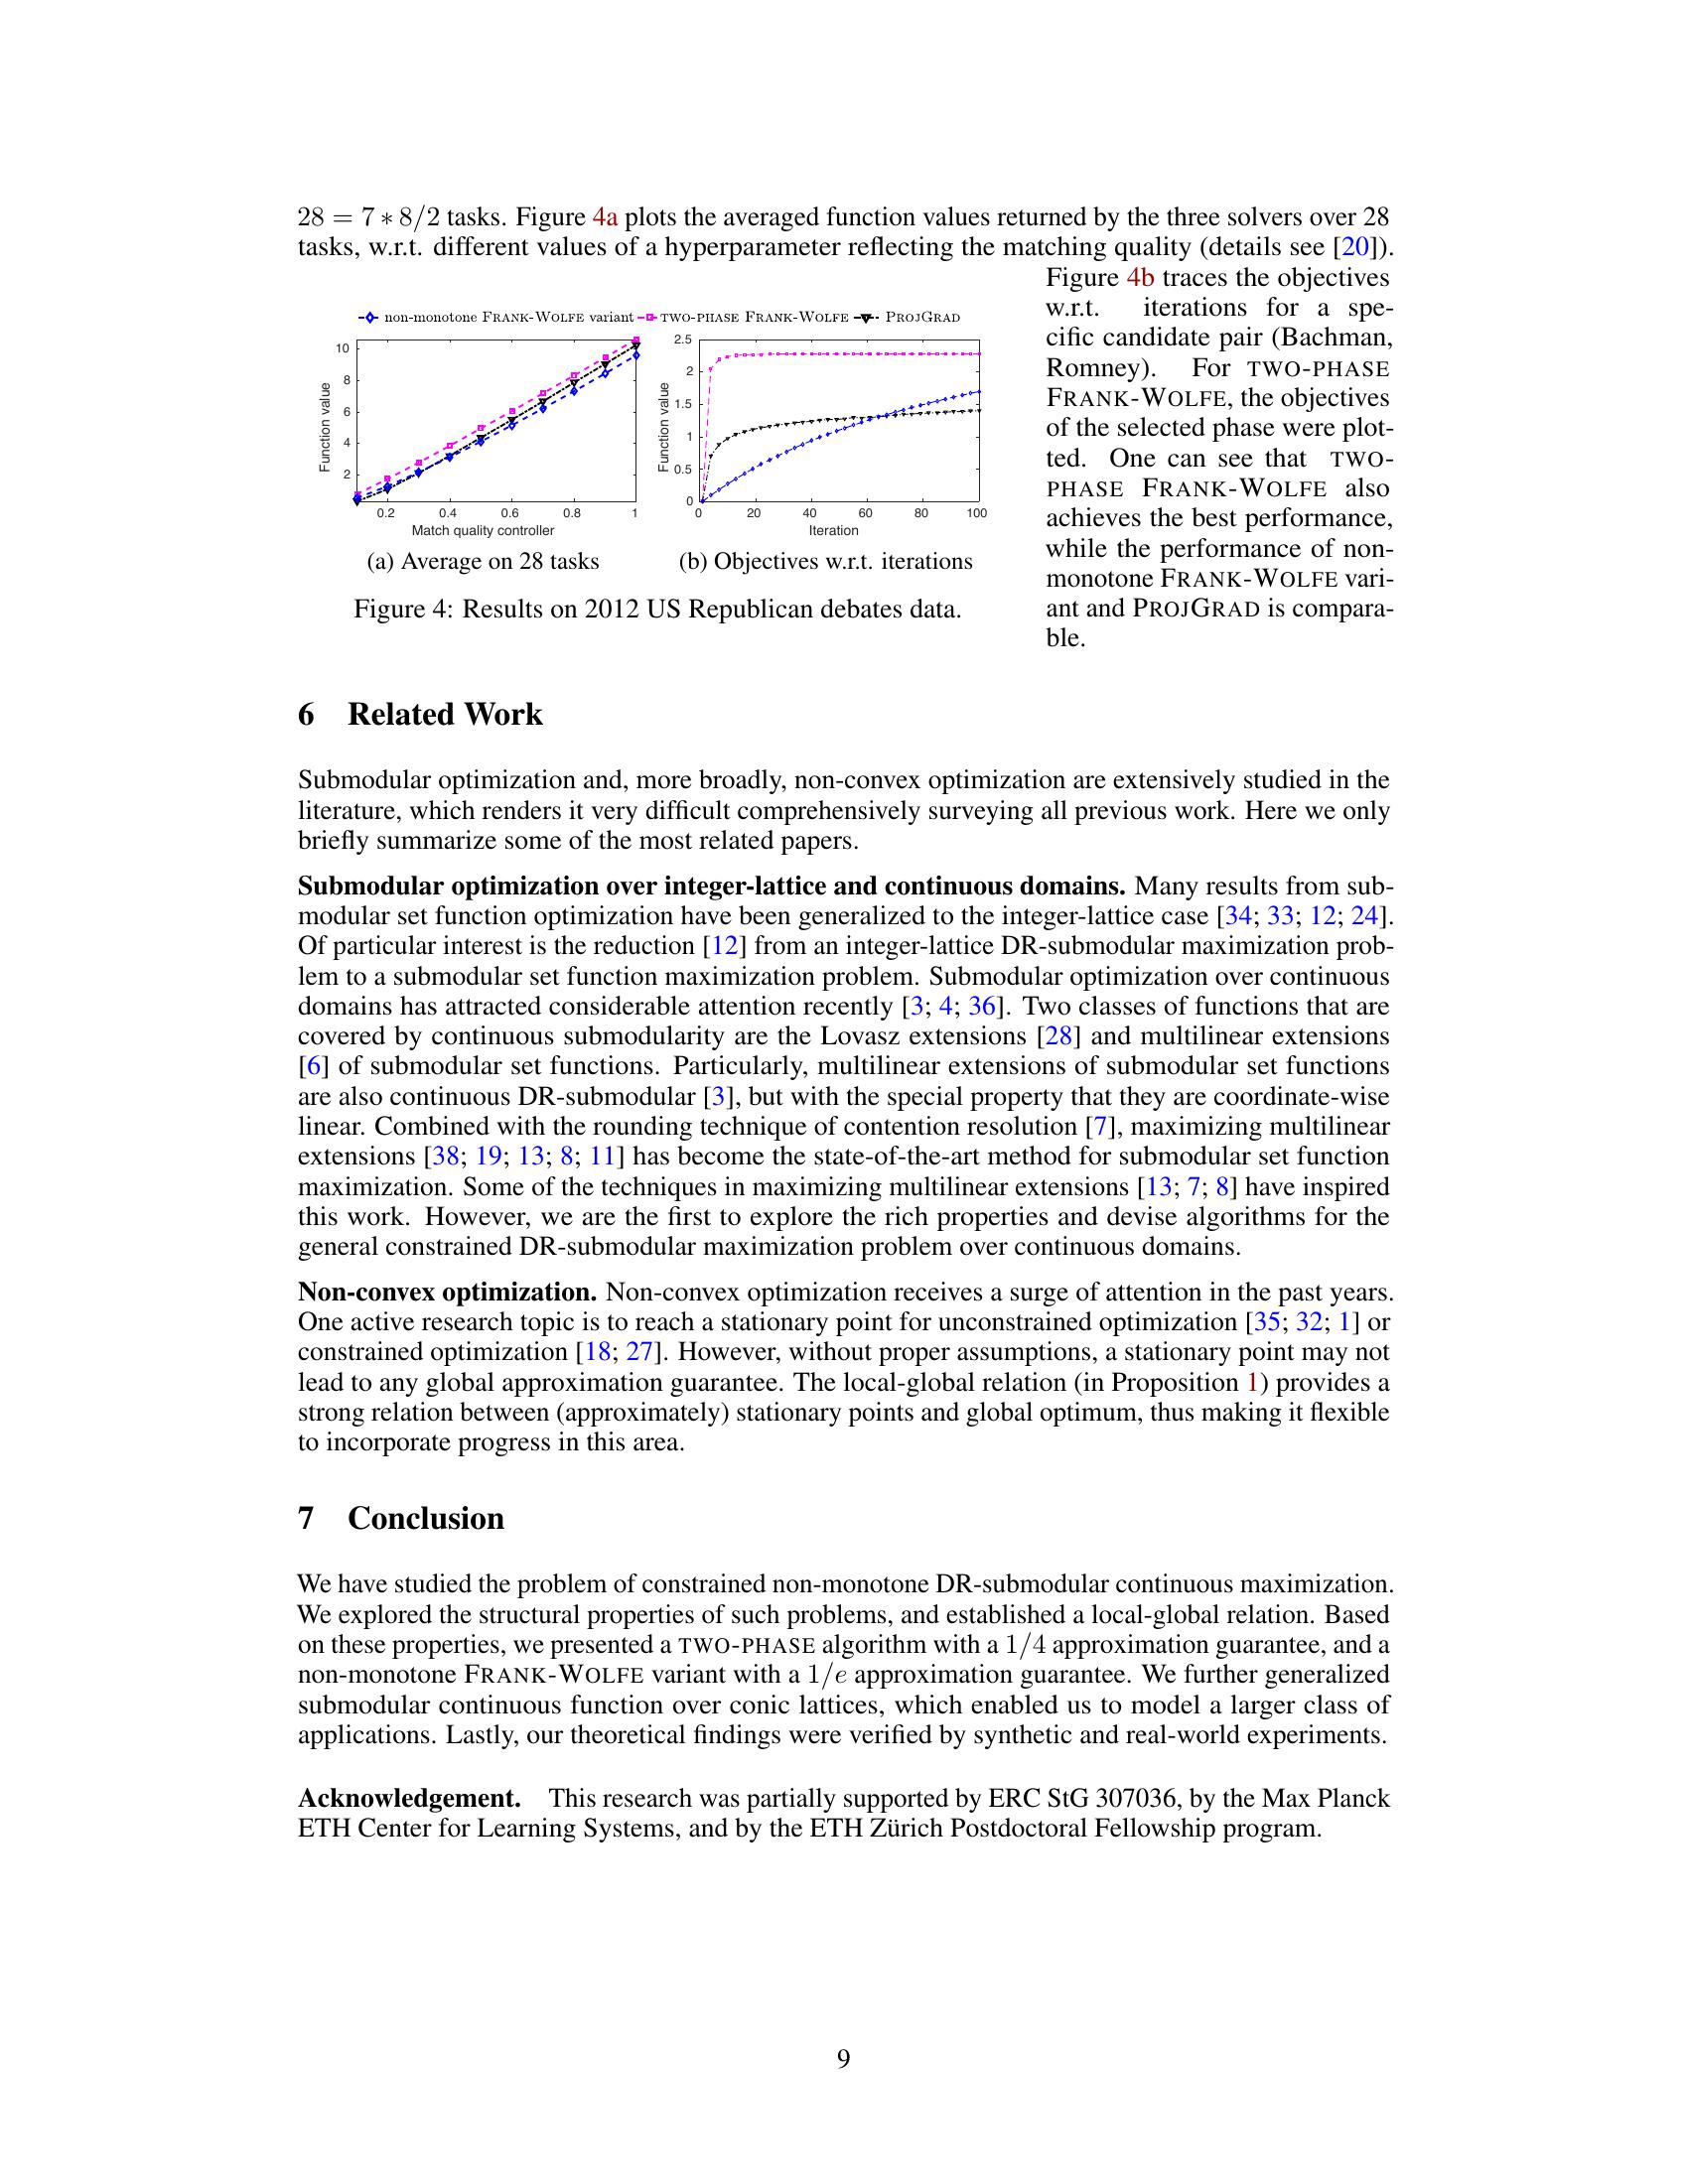 28 = 7 ∗ 8/2 tasks. Figure 4a plots the averaged function values returned by the three solvers over 28
tasks, w.r.t. different values of a hyperparameter reflecting the matching quality (details see [20]).
Figure 4b traces the objectives
w.r.t. iterations for a spe-
cific candidate pair (Bachman,
Romney). For TWO-PHASE
FRANK-WOLFE, the objectives
of the selected phase were plot-
ted. One can see that TWO-
PHASE FRANK-WOLFE also
achieves the best performance,
while the performance of non-
monotone FRANK-WOLFE vari-
ant and PROJGRAD is compara-
ble.
non-monotone FRANK-WOLFE variant TWO-PHASE FRANK-WOLFE PROJGRAD
Function value
10
8
6
4
2
0.2 0.4 0.6 0.8 1
Match quality controller
(a) Average on 28 tasks
Function value
2.5
2
1.5
1
0.5
0
0 20 40 60 80 100
Iteration
(b) Objectives w.r.t. iterations
Figure 4: Results on 2012 US Republican debates data.
6 Related Work
Submodular optimization and, more broadly, non-convex optimization are extensively studied in the
literature, which renders it very difficult comprehensively surveying all previous work. Here we only
briefly summarize some of the most related papers.
Submodular optimization over integer-lattice and continuous domains. Many results from sub-
modular set function optimization have been generalized to the integer-lattice case [34; 33; 12; 24].
Of particular interest is the reduction [12] from an integer-lattice DR-submodular maximization prob-
lem to a submodular set function maximization problem. Submodular optimization over continuous
domains has attracted considerable attention recently [3; 4; 36]. Two classes of functions that are
covered by continuous submodularity are the Lovasz extensions [28] and multilinear extensions
[6] of submodular set functions. Particularly, multilinear extensions of submodular set functions
are also continuous DR-submodular [3], but with the special property that they are coordinate-wise
linear. Combined with the rounding technique of contention resolution [7], maximizing multilinear
extensions [38; 19; 13; 8; 11] has become the state-of-the-art method for submodular set function
maximization. Some of the techniques in maximizing multilinear extensions [13; 7; 8] have inspired
this work. However, we are the first to explore the rich properties and devise algorithms for the
general constrained DR-submodular maximization problem over continuous domains.
Non-convex optimization. Non-convex optimization receives a surge of attention in the past years.
One active research topic is to reach a stationary point for unconstrained optimization [35; 32; 1] or
constrained optimization [18; 27]. However, without proper assumptions, a stationary point may not
lead to any global approximation guarantee. The local-global relation (in Proposition 1) provides a
strong relation between (approximately) stationary points and global optimum, thus making it flexible
to incorporate progress in this area.
7 Conclusion
We have studied the problem of constrained non-monotone DR-submodular continuous maximization.
We explored the structural properties of such problems, and established a local-global relation. Based
on these properties, we presented a TWO-PHASE algorithm with a 1/4 approximation guarantee, and a
non-monotone FRANK-WOLFE variant with a 1/e approximation guarantee. We further generalized
submodular continuous function over conic lattices, which enabled us to model a larger class of
applications. Lastly, our theoretical findings were verified by synthetic and real-world experiments.
Acknowledgement. This research was partially supported by ERC StG 307036, by the Max Planck
ETH Center for Learning Systems, and by the ETH Zürich Postdoctoral Fellowship program.
9